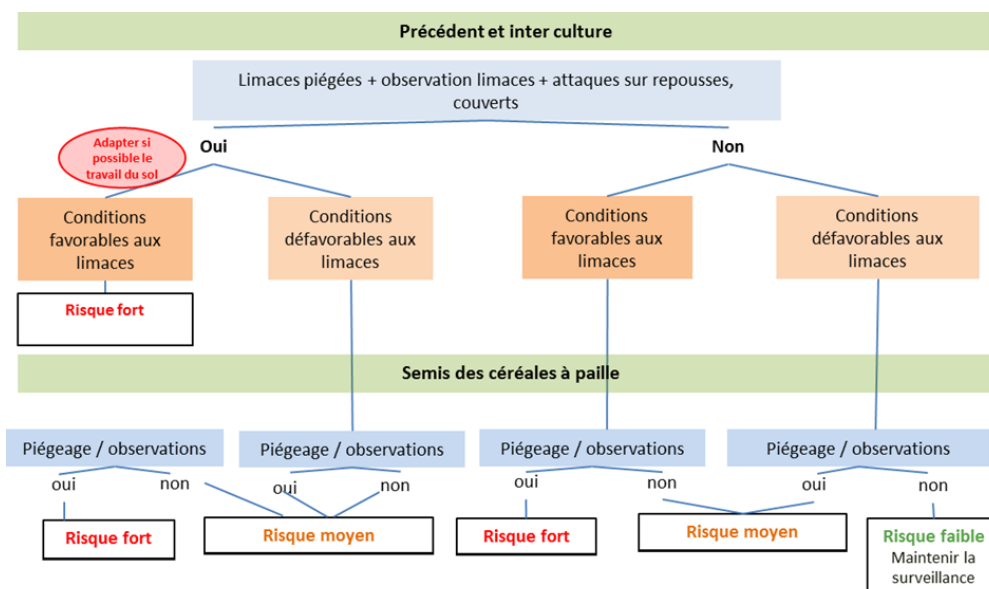 Précédent et inter culture
Limaces piégées + observation limaces + attaques sur repousses,
couverts
Adapter si
possible le
travail du sol
Oui
Non
Conditions
favorables aux
limaces
Conditions
défavorables aux
limaces
Conditions
favorables aux
limaces
Conditions
défavorables aux
limaces
Risque fort
Semis des céréales à paille
Piégeage / observations
Piégeage / observations
Piégeage / observations
Piégeage / observations
oui
non
oui
non
oui
non
oui
non
Risque fort
Risque moyen
Risque fort
Risque moyen
Risque faible
Maintenir la
surveillance